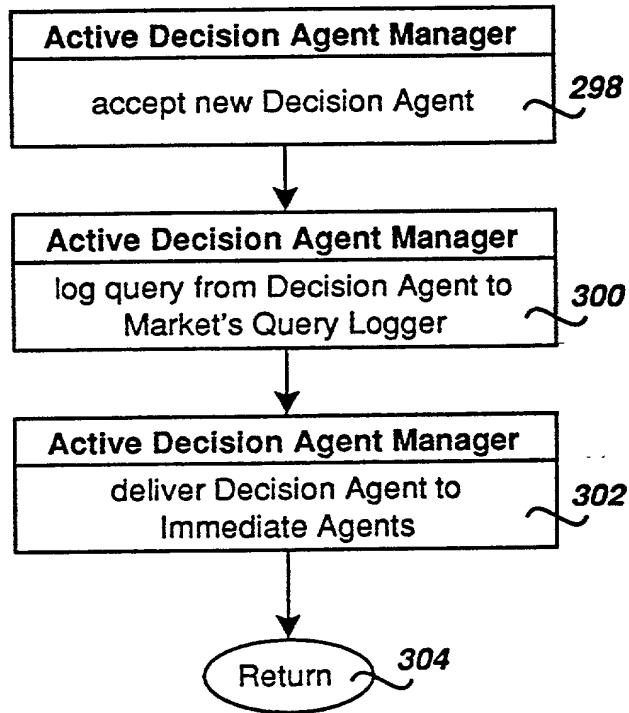 Active Decision Agent Manager
accept new Decision Agent
298
Active Decision Agent Manager
log query from Decision Agent to
Market's Query Logger
300
Active Decision Agent Manager
deliver Decision Agent to
Immediate Agents
302
Return
304